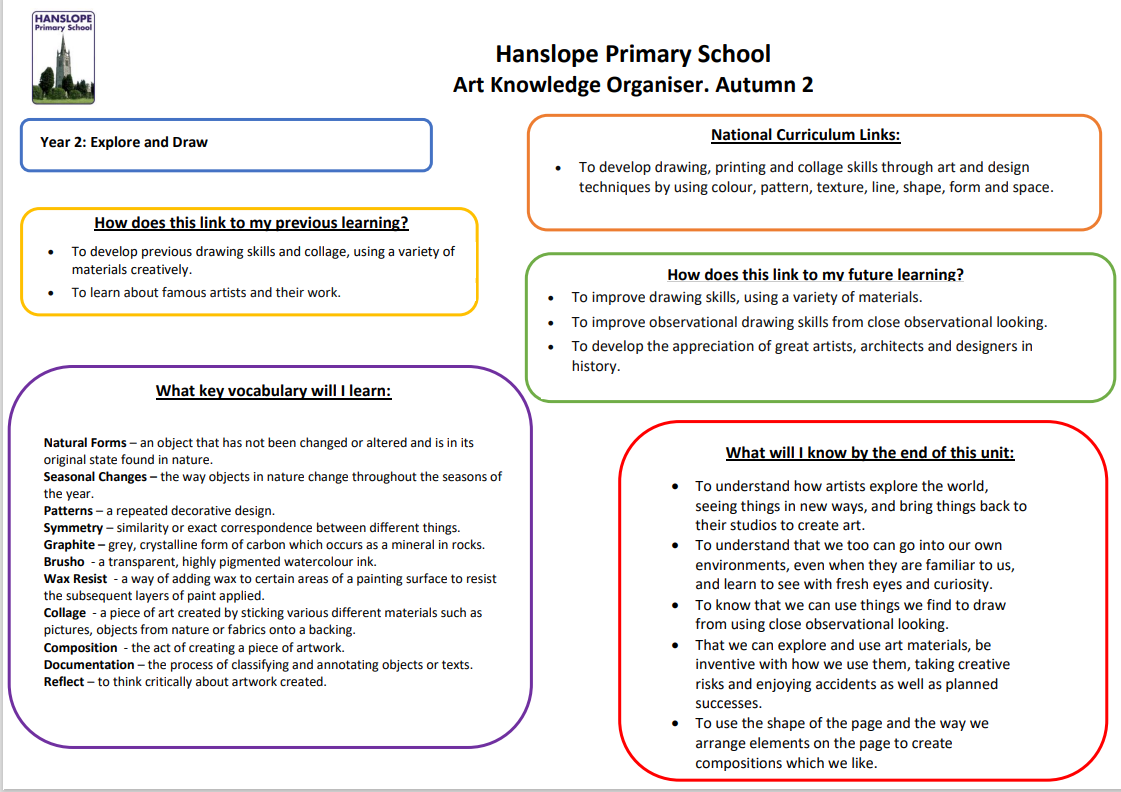 HANSLOPE
Primary School
Hanslope Primary School
Art Knowledge Organiser. Autumn 2
Year 2: Explore and Draw
National Curriculum Links:
• To develop drawing, printing and collage skills through art and design
techniques by using colour, pattern, texture, line, shape, form and space.
How does this link to my previous learning?
• To develop previous drawing skills and collage, using a variety of
materials creatively.
• To learn about famous artists and their work.
How does this link to my future learning?
• To improve drawing skills, using a variety of materials.
• To improve observational drawing skills from close observational looking.
• To develop the appreciation of great artists, architects and designers in
history.
What key vocabulary will I learn:
Natural Forms – an object that has not been changed or altered and is in its
original state found in nature.
Seasonal Changes – the way objects in nature change throughout the seasons of
the year.
Patterns – a repeated decorative design.
Symmetry – similarity or exact correspondence between different things.
Graphite – grey, crystalline form of carbon which occurs as a mineral in rocks.
Brusho - a transparent, highly pigmented watercolour ink.
Wax Resist - a way of adding wax to certain areas of a painting surface to resist
the subsequent layers of paint applied.
Collage - a piece of art created by sticking various different materials such as
pictures, objects from nature or fabrics onto a backing.
Composition - the act of creating a piece of artwork.
Documentation – the process of classifying and annotating objects or texts.
Reflect – to think critically about artwork created.
What will I know by the end of this unit:
• To understand how artists explore the world,
seeing things in new ways, and bring things back to
their studios to create art.
• To understand that we too can go into our own
environments, even when they are familiar to us,
and learn to see with fresh eyes and curiosity.
• To know that we can use things we find to draw
from using close observational looking.
• That we can explore and use art materials, be
inventive with how we use them, taking creative
risks and enjoying accidents as well as planned
successes.
• To use the shape of the page and the way we
arrange elements on the page to create
compositions which we like.